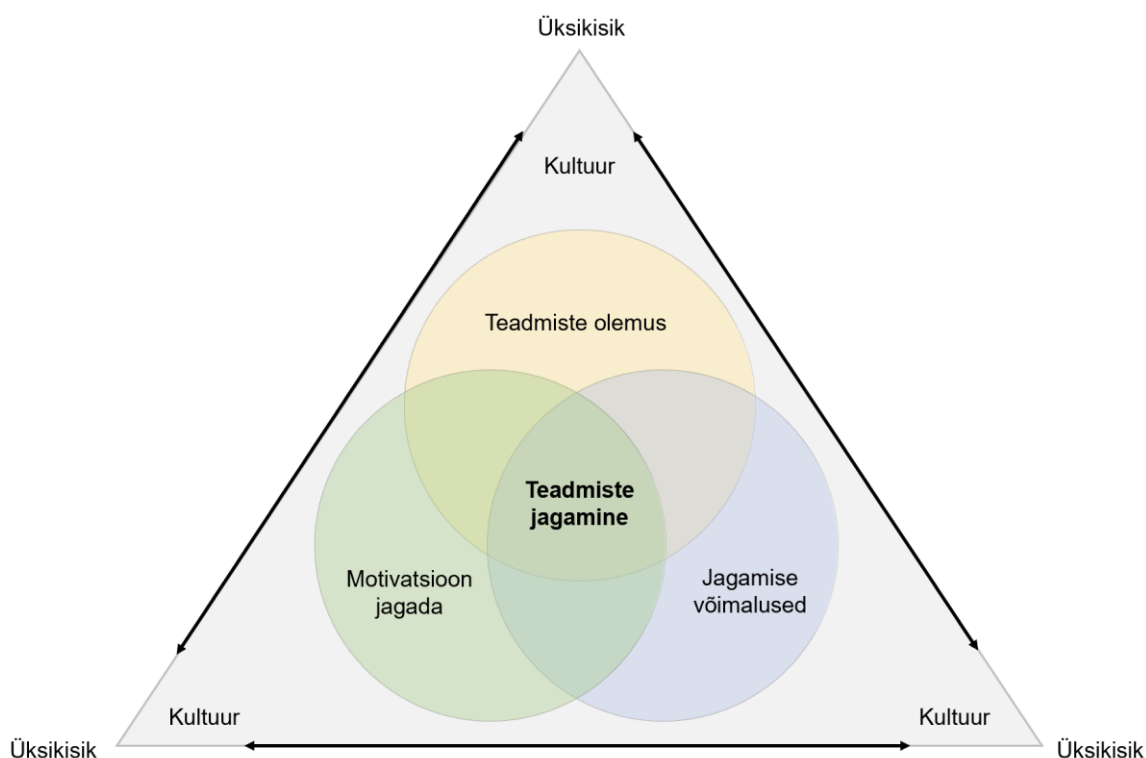 Üksikisik
Kultuur
Teadmiste olemus
Teadmiste
jagamine
Motivatsioon
jagada
Jagamise
võimalused
Kultuur
Kultuur
Üksikisik
Üksikisik